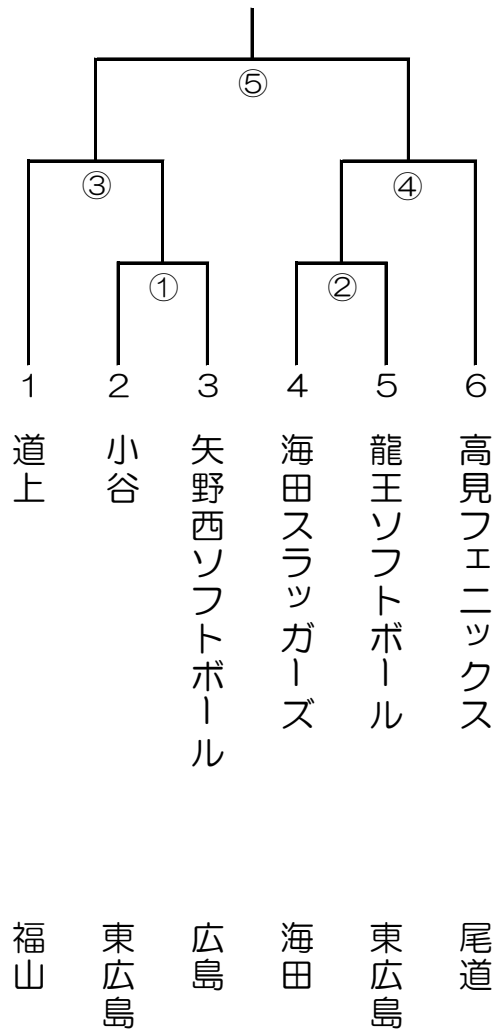 ⑤
③
④
①
②
1
2
3
4
5
6
道上
小谷
矢野西ソフトボール
海田スラッガーズ
龍王ソフトボール
高見フェニックス
福山
東広島
広島
海田
東広島
尾道